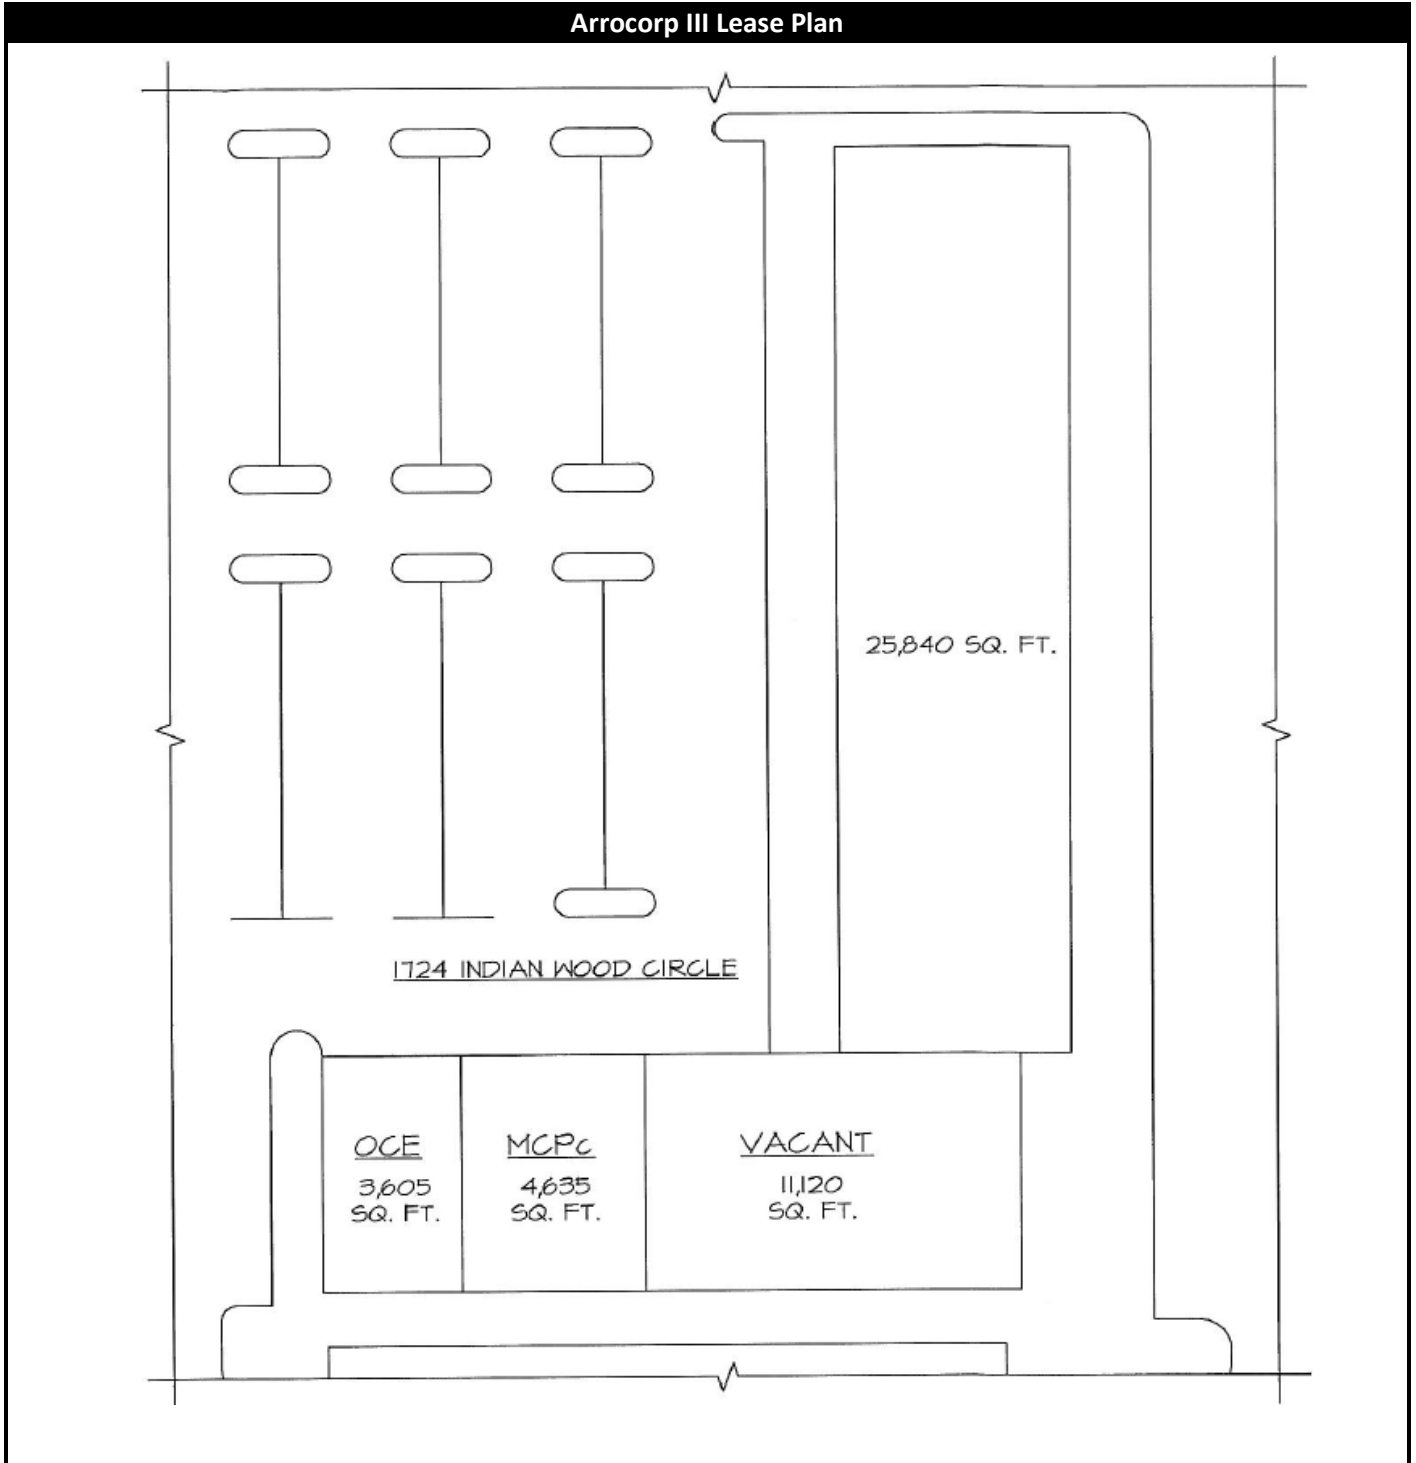 Arrocorp III Lease Plan
25,840 SQ. FT.
1724 INDIAN WOOD CIRCLE
OCE
3,605
SQ. FT.
MCPc
4,635
SQ. FT.
VACANT
11,120
SQ. FT.